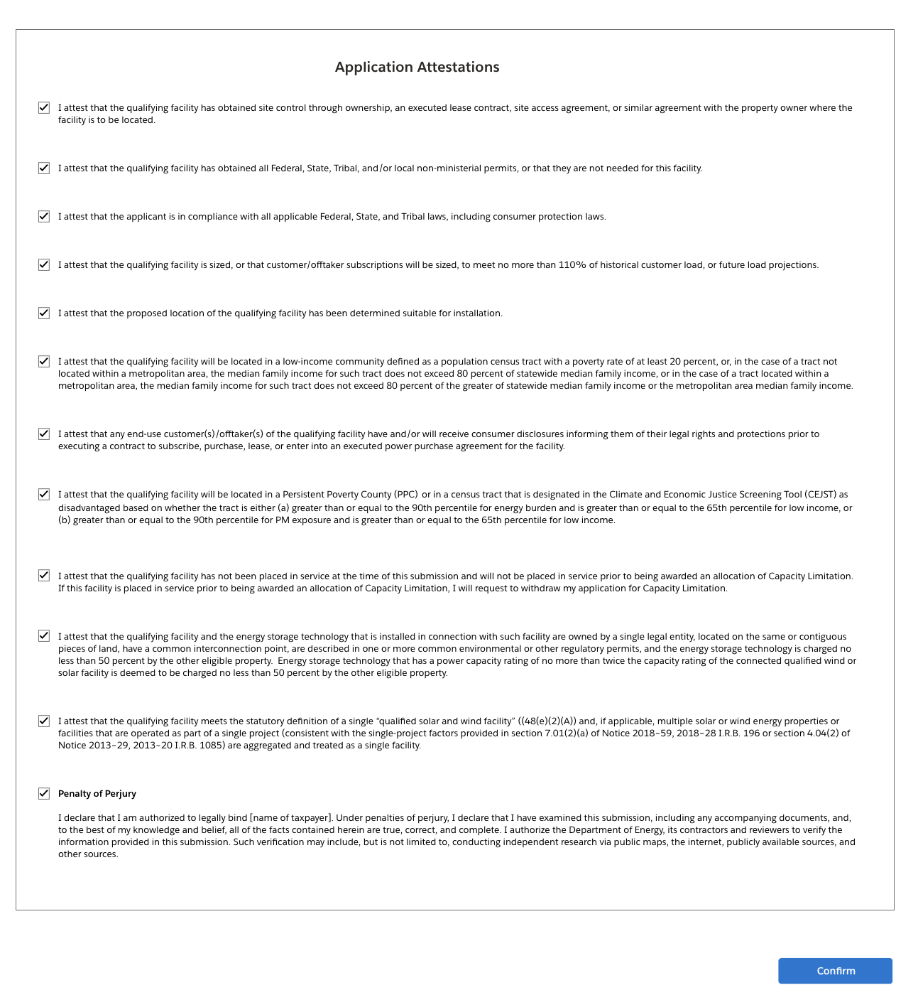 Application Attestations
I attest that the qualifying facility has obtained site control through ownership, an executed lease contract, site access agreement, or similar agreement with the property owner where the
facility is to be located.
I attest that the qualifying facility has obtained all Federal, State, Tribal, and/or local non-ministerial permits, or that they are not needed for this facility.
I attest that the applicant is in compliance with all applicable Federal, State, and Tribal laws, including consumer protection laws.
I attest that the qualifying facility is sized, or that customer/offtaker subscriptions will be sized, to meet no more than 110% of historical customer load, or future load projections.
I attest that the proposed location of the qualifying facility has been determined suitable for installation.
I attest that the qualifying facility will be located in a low-income community defined as a population census tract with a poverty rate of at least 20 percent, or, in the case of a tract not
located within a metropolitan area, the median family income for such tract does not exceed 80 percent of statewide median family income, or in the case of a tract located within a
metropolitan area, the median family income for such tract does not exceed 80 percent of the greater of statewide median family income or the metropolitan area median family income.
I attest that any end-use customer(s)/offtaker(s) of the qualifying facility have and/or will receive consumer disclosures informing them of their legal rights and protections prior to
executing a contract to subscribe, purchase, lease, or enter into an executed power purchase agreement for the facility.
I attest that the qualifying facility will be located in a Persistent Poverty County (PPC) or in a census tract that is designated in the Climate and Economic Justice Screening Tool (CEJST) as
disadvantaged based on whether the tract is either (a) greater than or equal to the 90th percentile for energy burden and is greater than or equal to the 65th percentile for low income, or
(b) greater than or equal to the 90th percentile for PM exposure and is greater than or equal to the 65th percentile for low income.
I attest that the qualifying facility has not been placed in service at the time of this submission and will not be placed in service prior to being awarded an allocation of Capacity Limitation.
If this facility is placed in service prior to being awarded an allocation of Capacity Limitation, I will request to withdraw my application for Capacity Limitation.
I attest that the qualifying facility and the energy storage technology that is installed in connection with such facility are owned by a single legal entity, located on the same or contiguous
pieces of land, have a common interconnection point, are described in one or more common environmental or other regulatory permits, and the energy storage technology is charged no
less than 50 percent by the other eligible property.  Energy storage technology that has a power capacity rating of no more than twice the capacity rating of the connected qualified wind or
solar facility is deemed to be charged no less than 50 percent by the other eligible property.
I attest that the qualifying facility meets the statutory definition of a single “qualified solar and wind facility” ((48(e)(2)(A)) and, if applicable, multiple solar or wind energy properties or
facilities that are operated as part of a single project (consistent with the single-project factors provided in section 7.01(2)(a) of Notice 2018-59, 2018-28 I.R.B. 196 or section 4.04(2) of
Notice 2013-29, 2013-20 I.R.B. 1085) are aggregated and treated as a single facility.
Penalty of Perjury
I declare that I am authorized to legally bind [name of taxpayer]. Under penalties of perjury, I declare that I have examined this submission, including any accompanying documents, and,
to the best of my knowledge and belief, all of the facts contained herein are true, correct, and complete. I authorize the Department of Energy, its contractors and reviewers to verify the
information provided in this submission. Such verification may include, but is not limited to, conducting independent research via public maps, the internet, publicly available sources, and
other sources.
Confirm